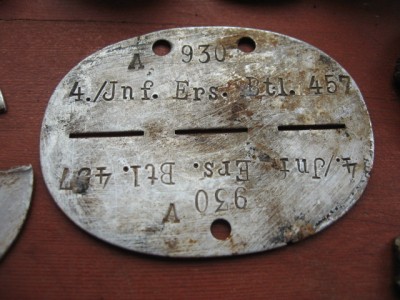 A 930
4./Jnf. Ers. Btl. 457
4./Jnf Ers. Btl. 457
930 A